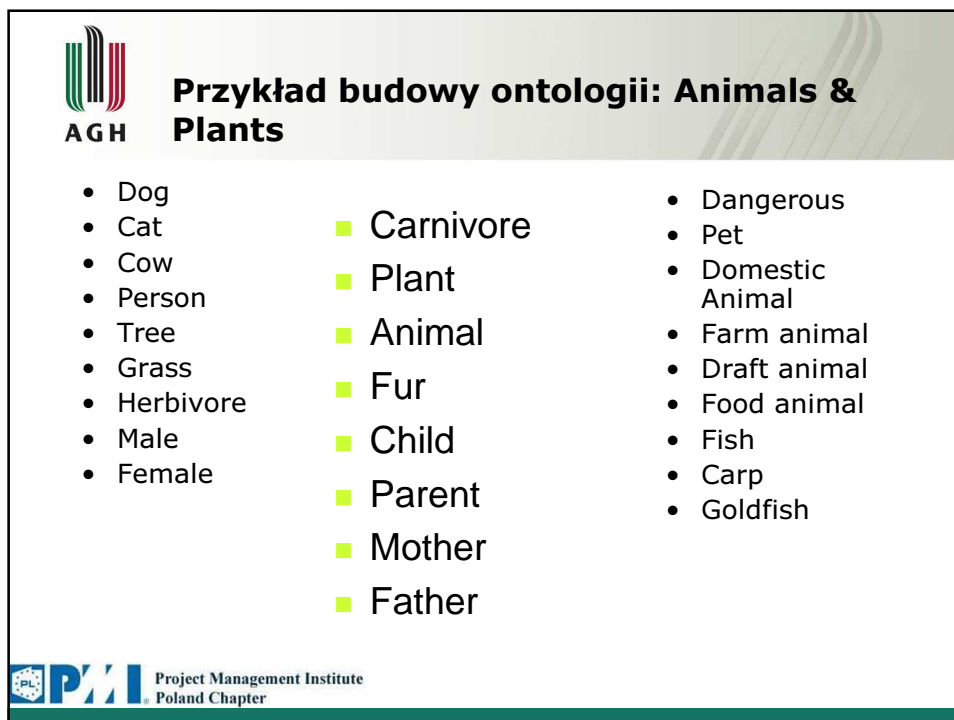 AGH
Przykład budowy ontologii: Animals &
Plants
• Dog
• Cat
• Cow
• Person
• Tree
• Grass
• Herbivore
• Male
• Female
Carnivore
Plant
Animal
Fur
Child
Parent
Mother
Father
• Dangerous
• Pet
• Domestic
Animal
• Farm animal
• Draft animal
• Food animal
• Fish
• Carp
• Goldfish
PL
PMI®
Project Management Institute
Poland Chapter